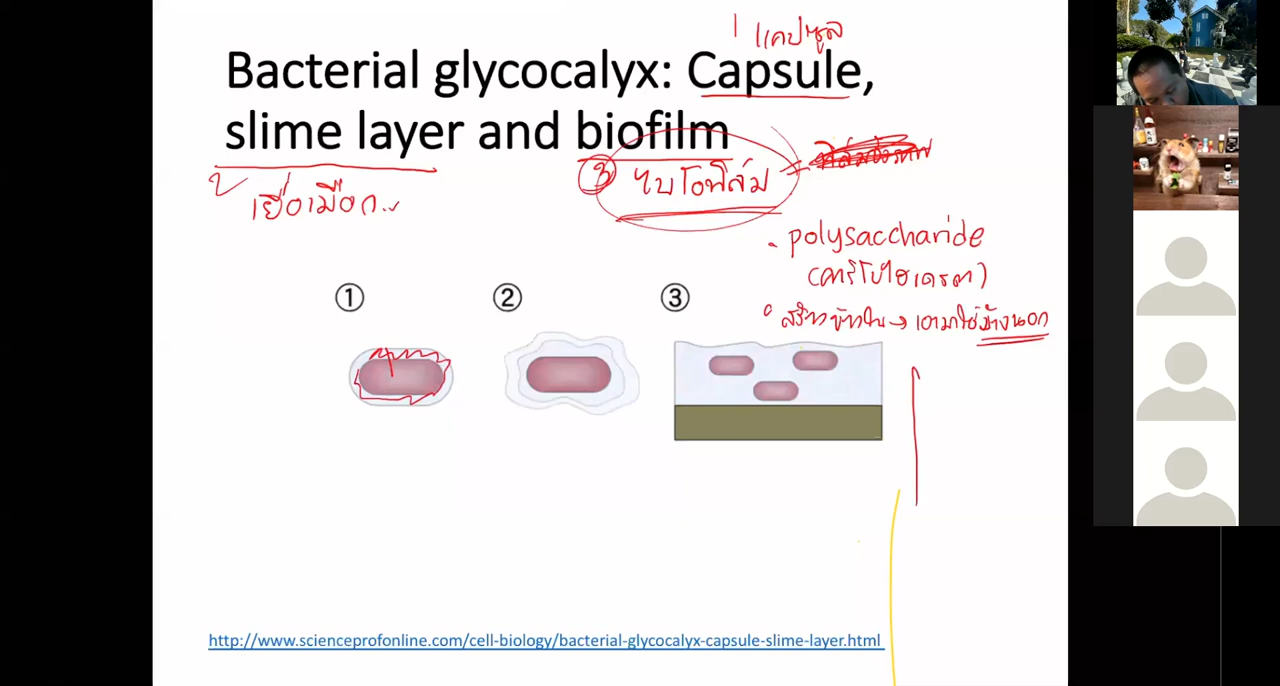 1 แคปซูล
Bacterial glycocalyx: Capsule,
slime layer and biofilm
2 เยื่อเมือก
③ ไบโอฟิล์ม =
• polysaccharide
(คาร์โบไฮเดรต)
• สร้างข้างใน → เอามาใช้ข้างนอก
① ② ③
http://www.scienceprofonline.com/cell-biology/bacterial-glycocalyx-capsule-slime-layer.html